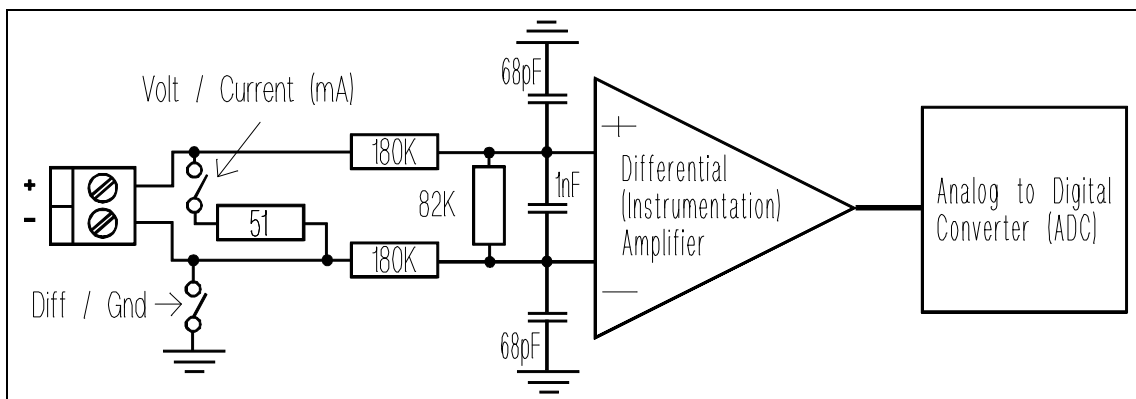 68pF
Volt / Current (mA)
+
-
180K
51
180K
82K
1nF
+
-
Differential
(Instrumentation)
Amplifier
Analog to Digital
Converter (ADC)
Diff / Gnd
68pF